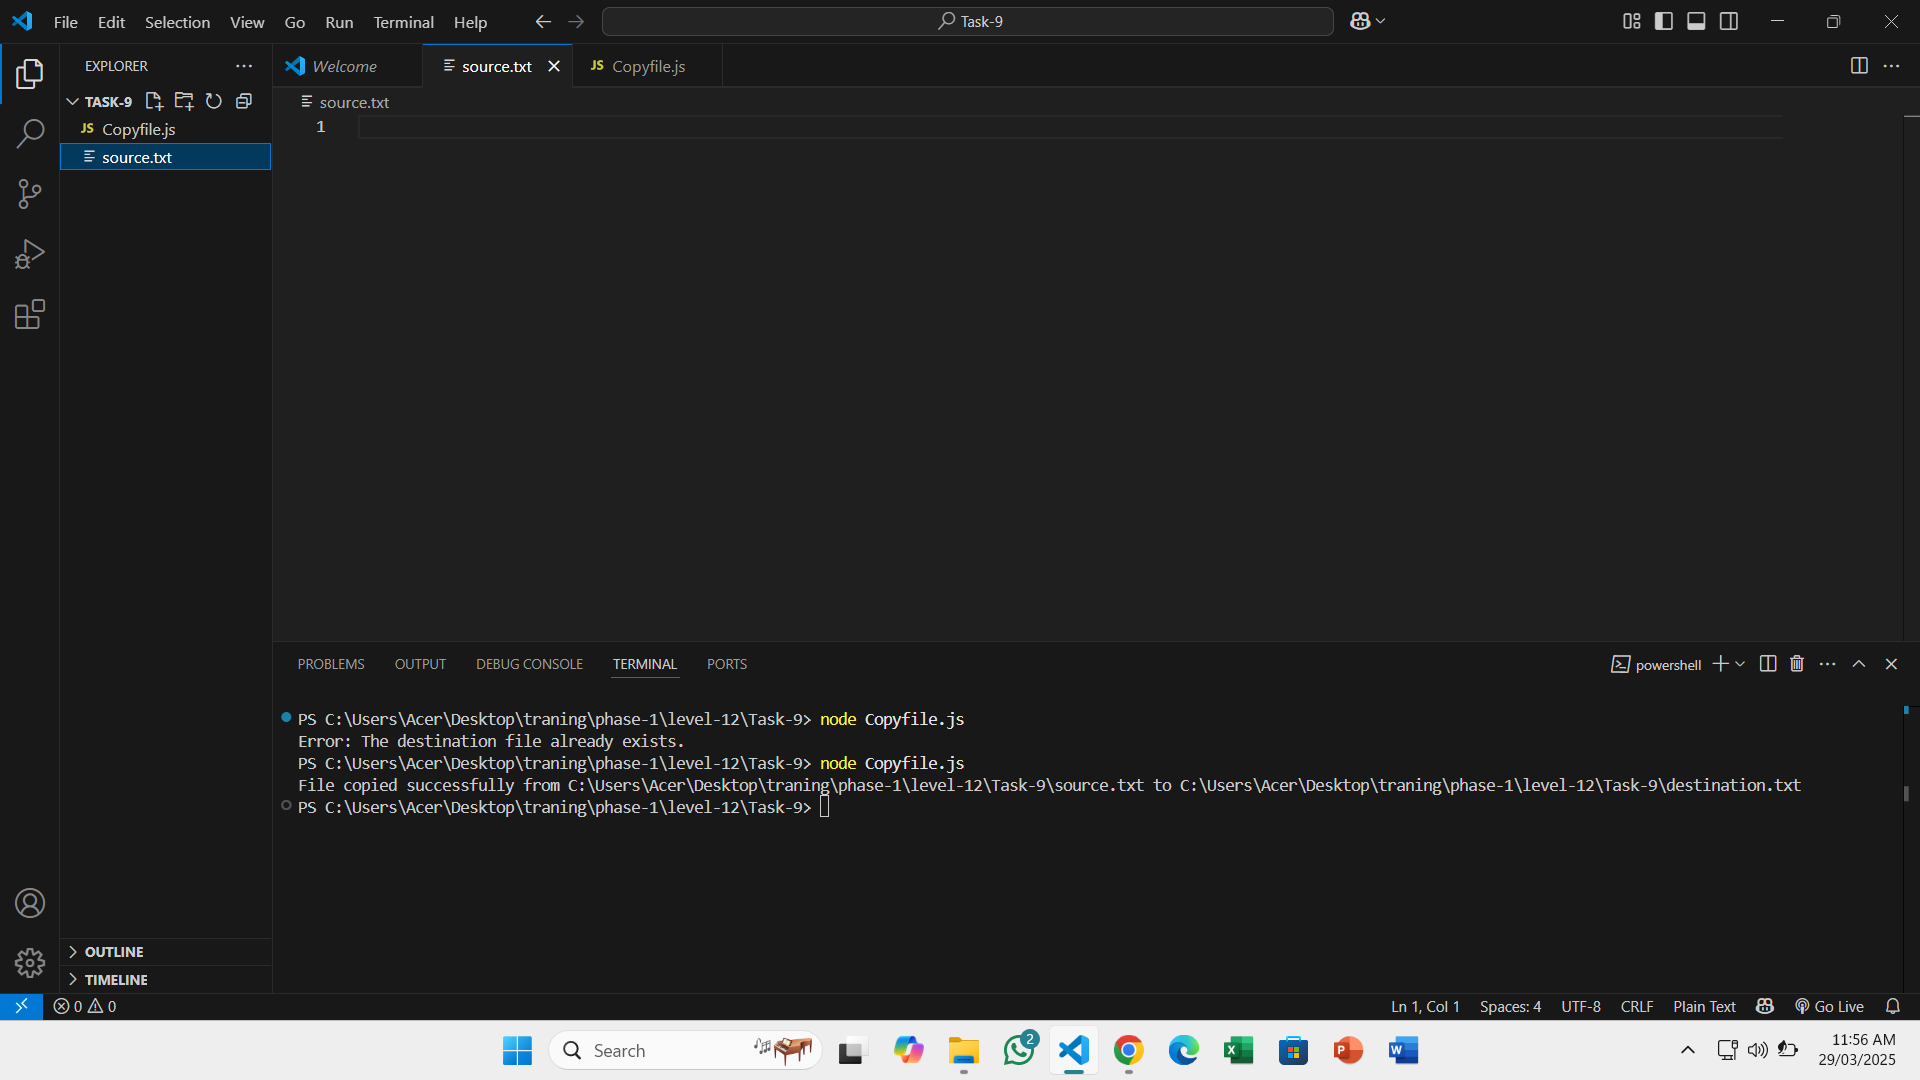 File Edit Selection View Go Run Terminal Help Task-9
EXPLORER
Welcome source.txt JS Copyfile.js
TASK-9
source.txt
JS Copyfile.js
source.txt
1
PROBLEMS OUTPUT DEBUG CONSOLE TERMINAL PORTS powershell
PS C:\Users\Acer\Desktop\traning\phase-1\level-12\Task-9> node Copyfile.js
Error: The destination file already exists.
PS C:\Users\Acer\Desktop\traning\phase-1\level-12\Task-9> node Copyfile.js
File copied successfully from C:\Users\Acer\Desktop\traning\phase-1\level-12\Task-9\source.txt to C:\Users\Acer\Desktop\traning\phase-1\level-12\Task-9\destination.txt
PS C:\Users\Acer\Desktop\traning\phase-1\level-12\Task-9>
OUTLINE
TIMELINE
0 0 Ln 1, Col 1 Spaces: 4 UTF-8 CRLF Plain Text Go Live
Search 2 X P W 11:56 AM
29/03/2025